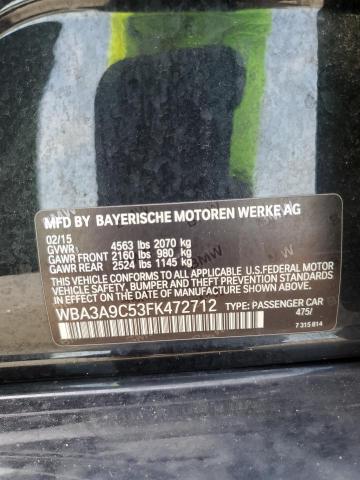 MFD BY BAYERISCHE MOTOREN WERKE AG
02/15
GVWR 4563 lbs 2070 kg
GAWR FRONT 2160 lbs 980 kg
GAWR REAR 2524 lbs 1145 kg
THIS VEHICLE CONFORMS TO ALL APPLICABLE U.S. FEDERAL MOTOR
VEHICLE SAFETY, BUMPER, AND THEFT PREVENTION STANDARDS
IN EFFECT ON THE DATE OF MANUFACTURE SHOWN ABOVE.
WBA3A9C53FK472712 TYPE: PASSENGER CAR
475/
7 315 814